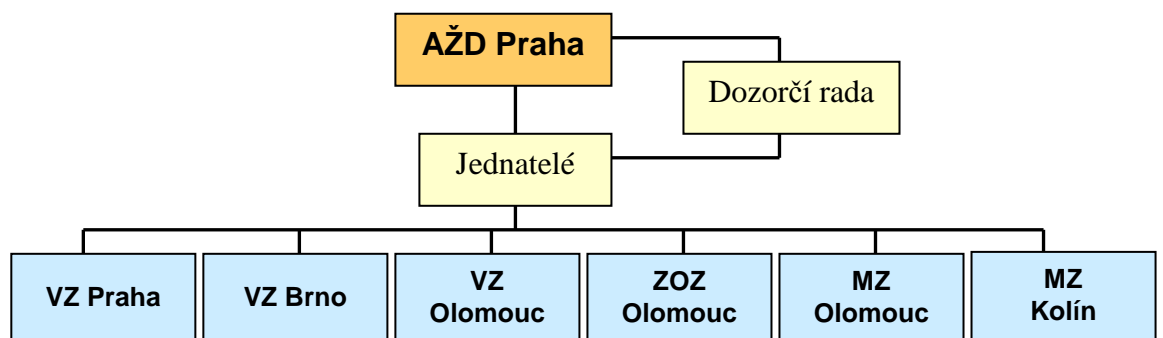 AŽD Praha
Dozorčí rada
Jednatelé
VZ Praha
VZ Brno
VZ
Olomouc
ZOZ
Olomouc
MZ
Olomouc
MZ
Kolín